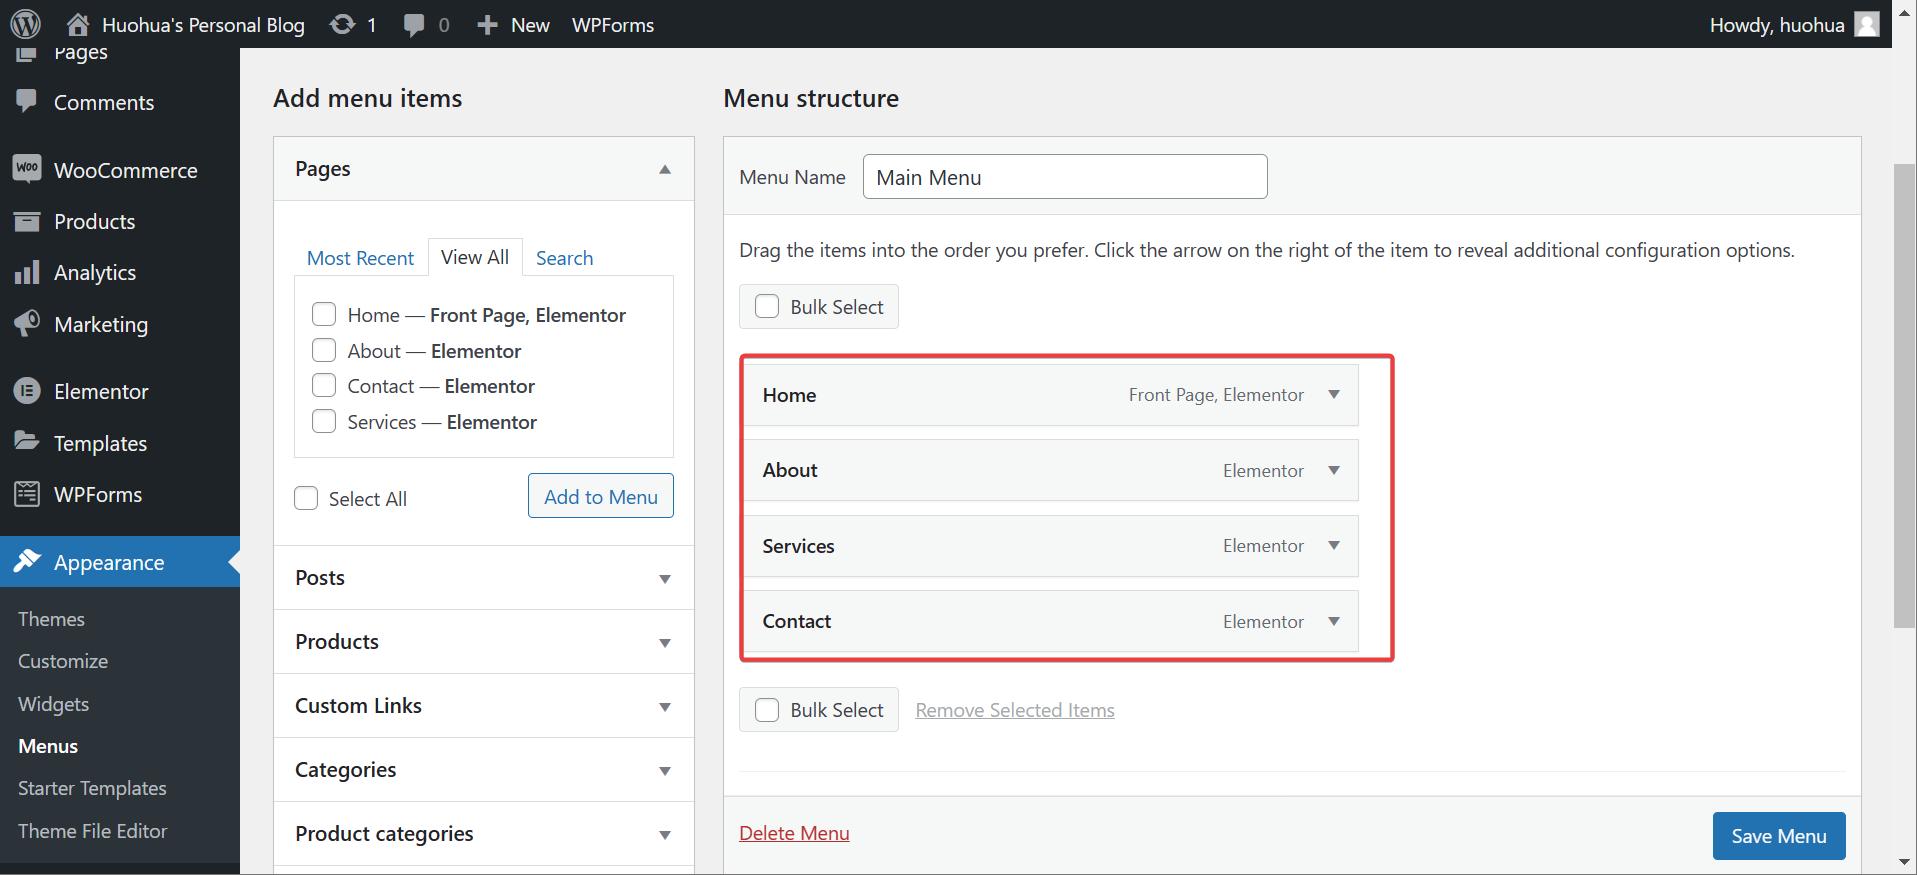 Huohua's Personal Blog 1 0 New WPForms Howdy, huohua
Pages
Comments
WOO WooCommerce
Products
Analytics
Marketing
Elementor
Templates
WPForms
Appearance
Themes
Customize
Widgets
Menus
Starter Templates
Theme File Editor
Add menu items
Pages
Most Recent View All Search
Home — Front Page, Elementor
About — Elementor
Contact — Elementor
Services — Elementor
Select All Add to Menu
Posts
Products
Custom Links
Categories
Product categories
Menu structure
Menu Name Main Menu
Drag the items into the order you prefer. Click the arrow on the right of the item to reveal additional configuration options.
Bulk Select
Home Front Page, Elementor
About Elementor
Services Elementor
Contact Elementor
Bulk Select Remove Selected Items
Delete Menu Save Menu